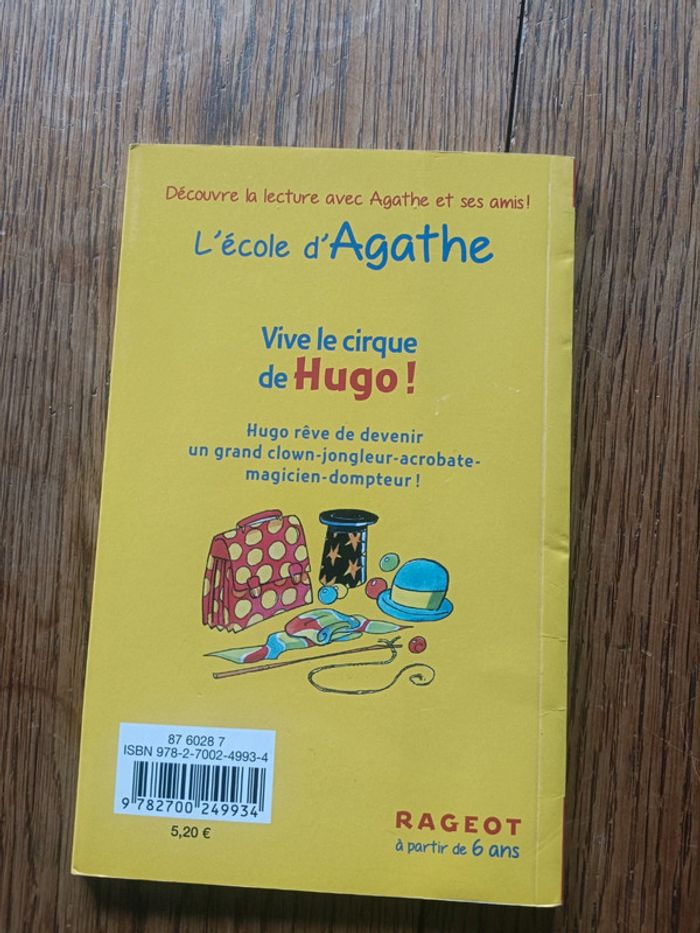 Découvre la lecture avec Agathe et ses amis!
L'école d'Agathe
Vive le cirque
de Hugo !
Hugo rêve de devenir
un grand clown-jongleur-acrobate-
magicien-dompteur !
87 6028 7
ISBN 978-2-7002-4993-4
9 782700 249934
5,20 €
RAGEOT
à partir de 6 ans